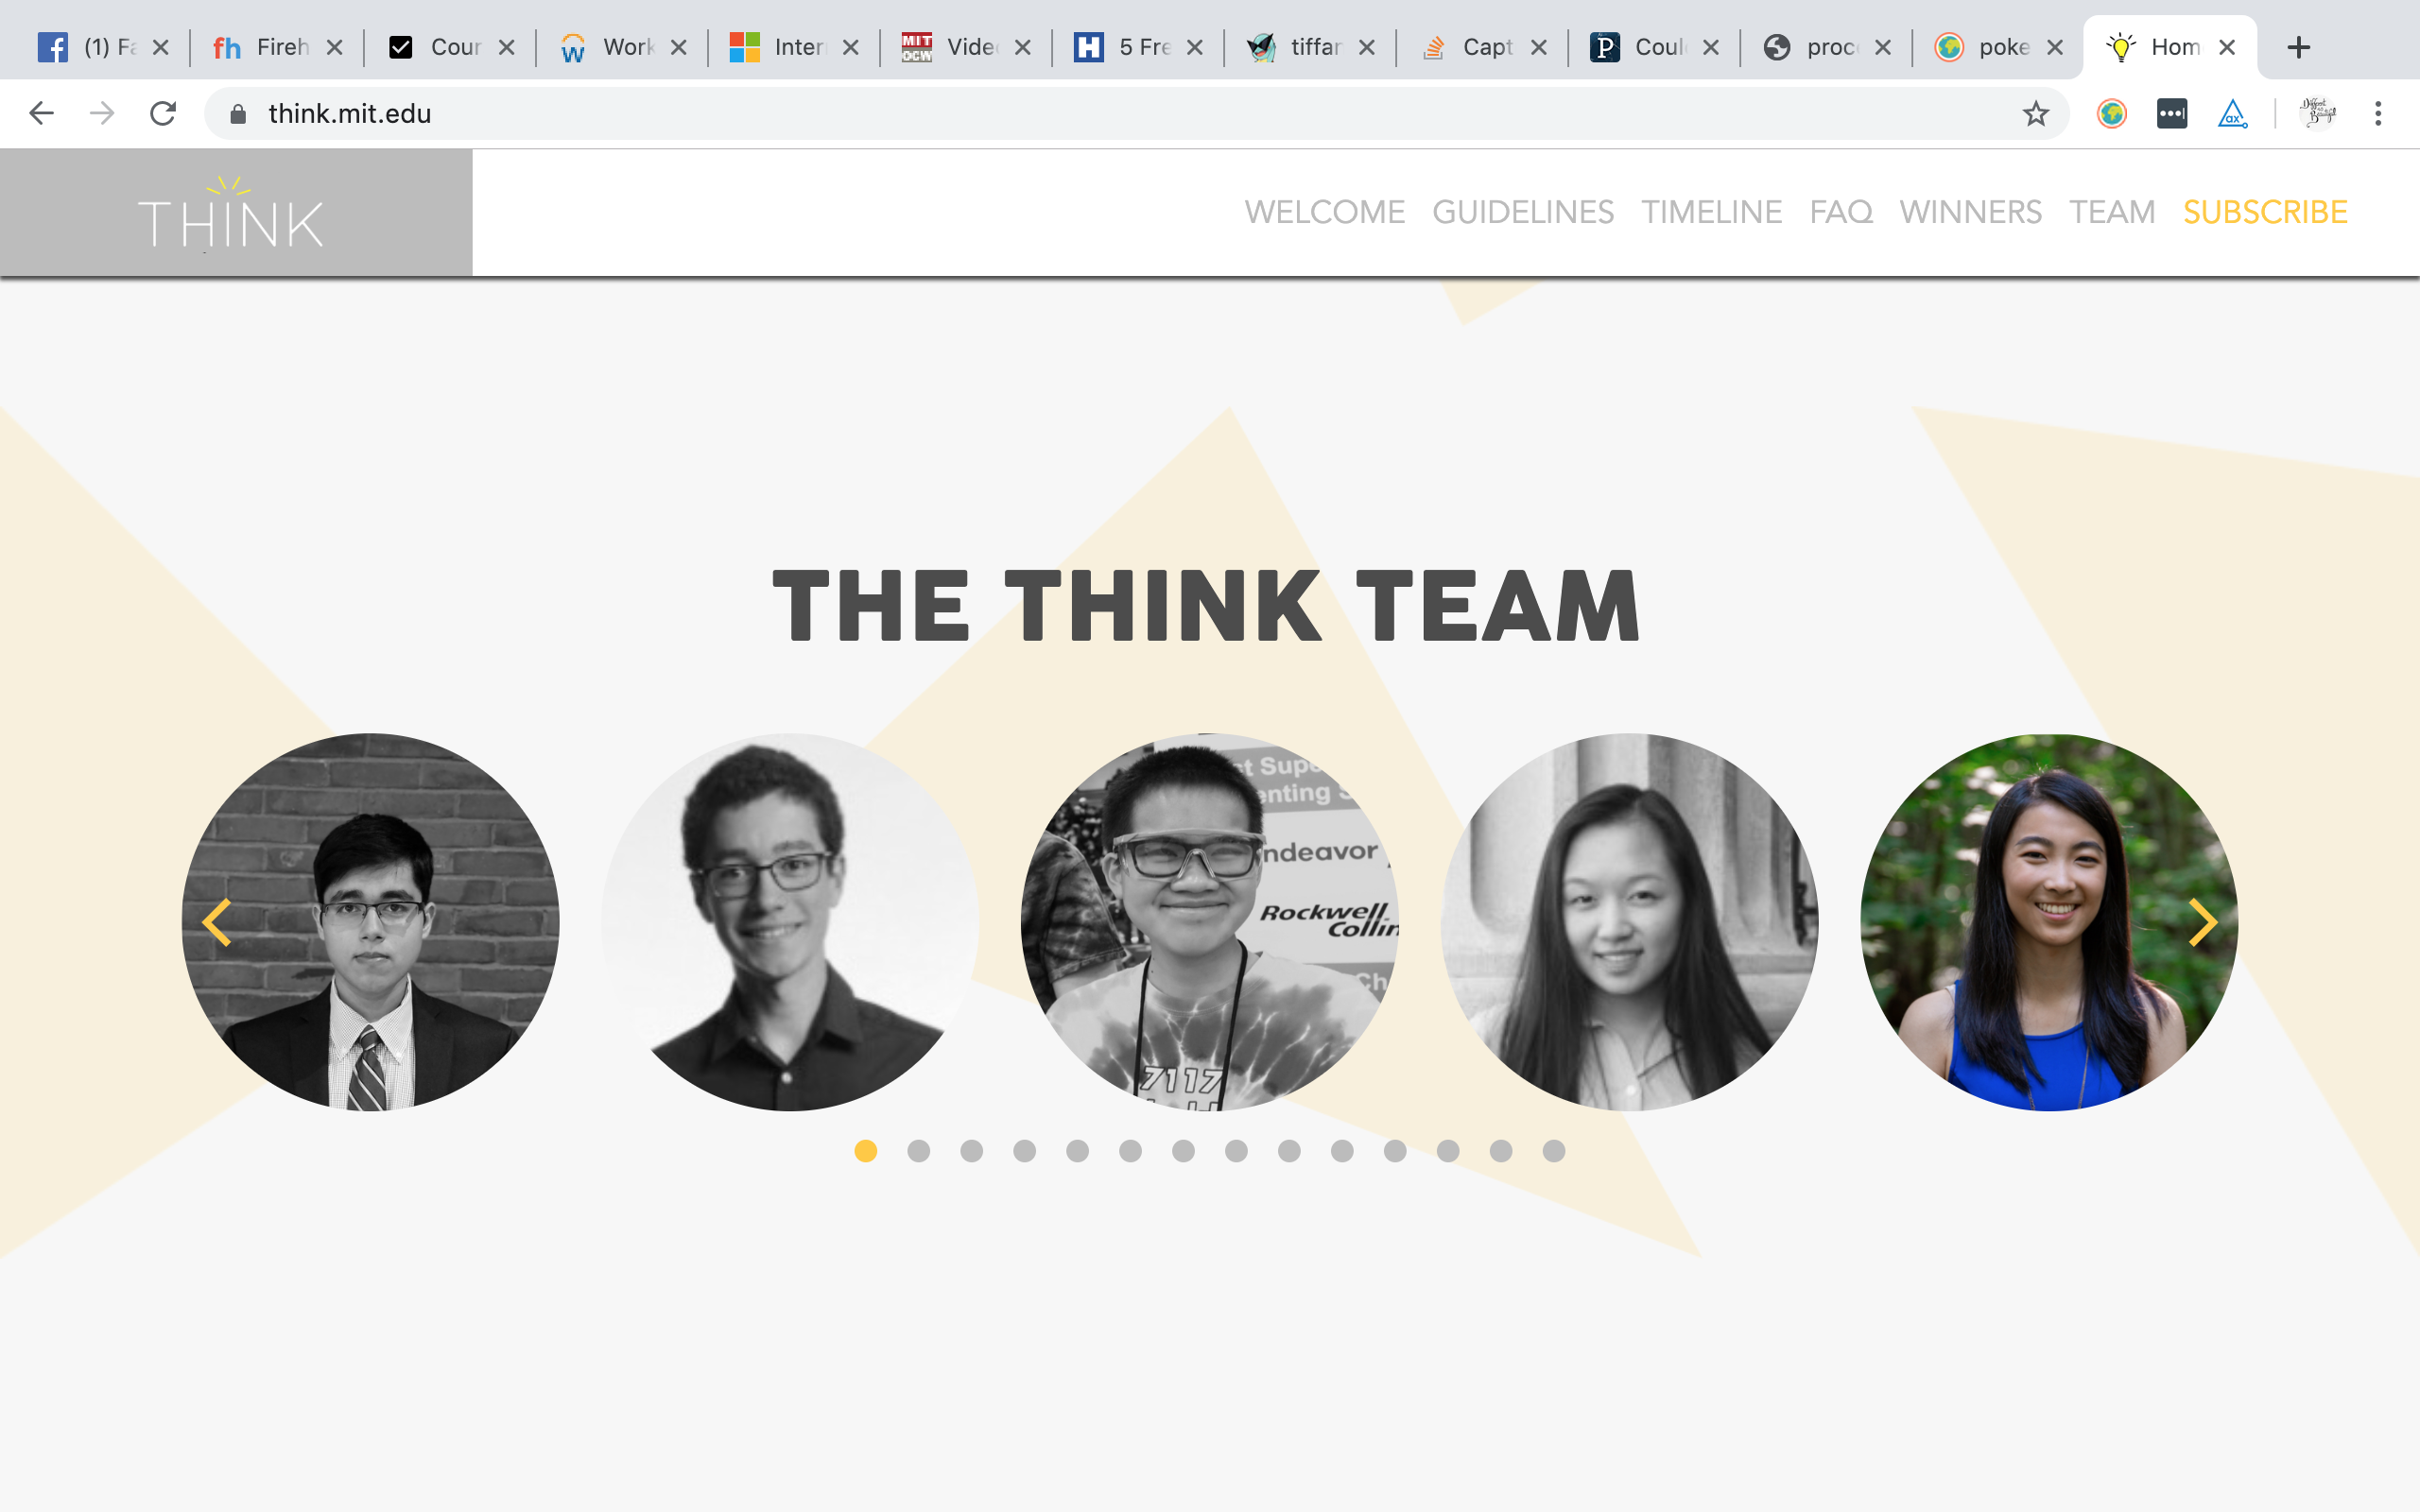 (1) Fa
Fireh
Cour
Work
Inter
MIT OCW
Vide
H
5 Fre
tiffar
Capt
P
Coul
proc
poke
Hom
think.mit.edu
THINK
WELCOME GUIDELINES TIMELINE FAQ WINNERS TEAM SUBSCRIBE
THE THINK TEAM
st Supe
enting S
ndeavor
Rockwell
Collin
Ch
7117